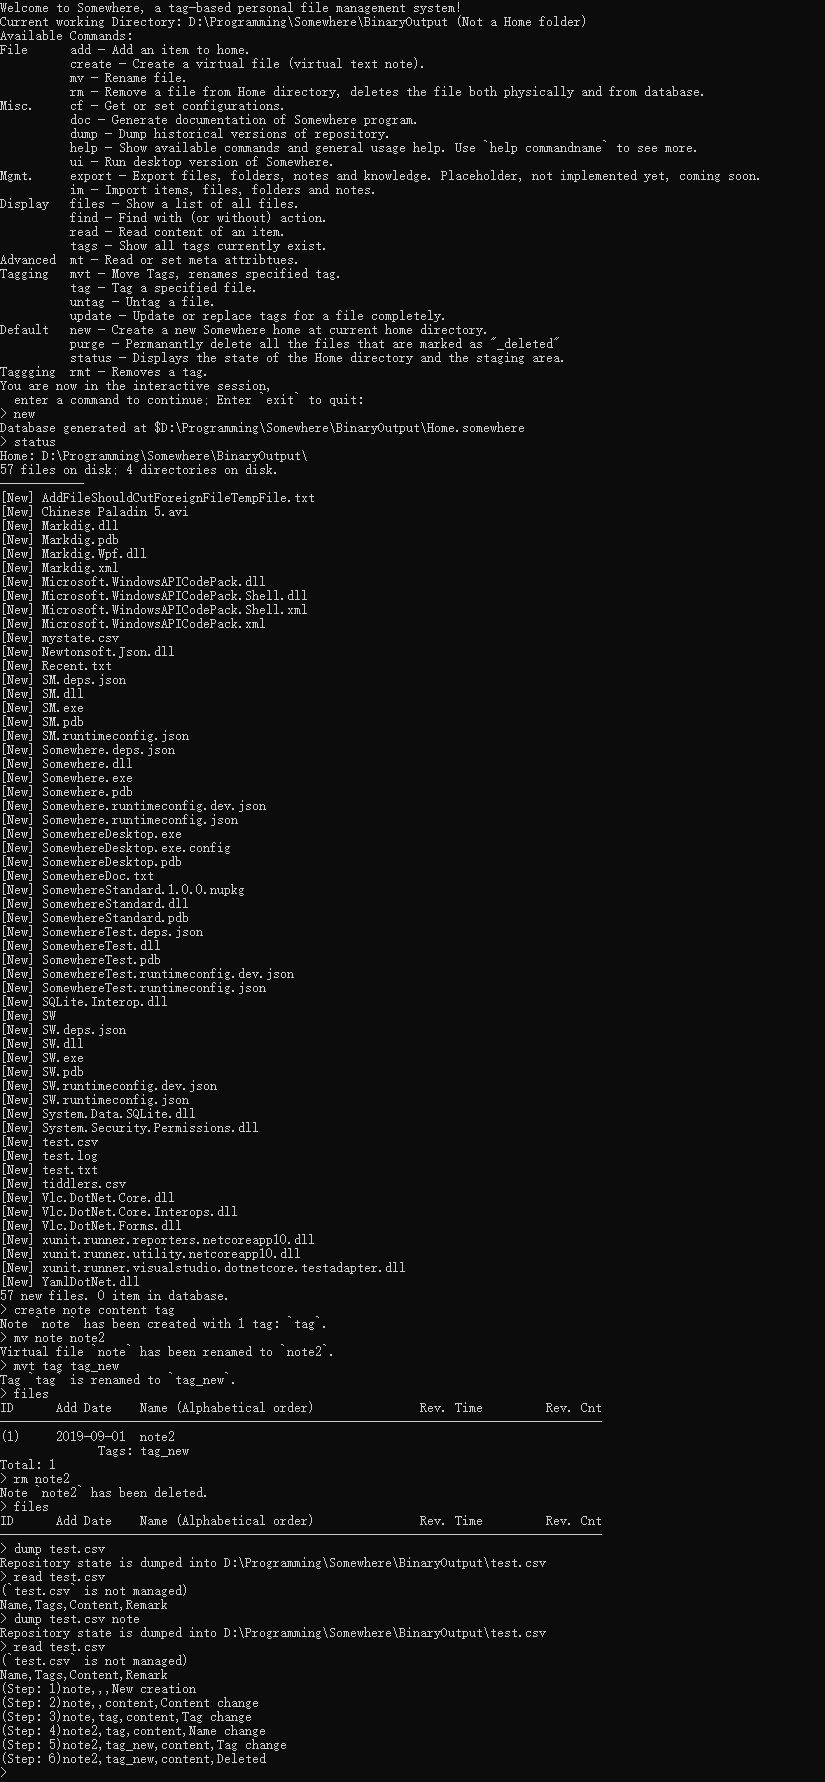 Welcome to Somewhere, a tag-based personal file management system!
Current working Directory: D:\Programming\Somewhere\BinaryOutput (Not a Home folder)
Available Commands:
File      add - Add an item to home.
          create - Create a virtual file (virtual text note).
          mv - Rename file.
          rm - Remove a file from Home directory, deletes the file both physically and from database.
Misc.     cf - Get or set configurations.
          doc - Generate documentation of Somewhere program.
          dump - Dump historical versions of repository.
          help - Show available commands and general usage help. Use `help commandname` to see more.
          ui - Run desktop version of Somewhere.
Mgmt.     export - Export files, folders, notes and knowledge. Placeholder, not implemented yet, coming soon.
          im - Import items, files, folders and notes.
Display   files - Show a list of all files.
          find - Find with (or without) action.
          read - Read content of an item.
          tags - Show all tags currently exist.
Advanced  mt - Read or set meta attribtues.
Tagging   mvt - Move Tags, renames specified tag.
          tag - Tag a specified file.
          untag - Untag a file.
          update - Update or replace tags for a file completely.
Default   new - Create a new Somewhere home at current home directory.
          purge - Permanantly delete all the files that are marked as "_deleted"
          status - Displays the state of the Home directory and the staging area.
Taggging  rmt - Removes a tag.
You are now in the interactive session,
  enter a command to continue; Enter `exit` to quit:
> new
Database generated at $D:\Programming\Somewhere\BinaryOutput\Home.somewhere
> status
Home: D:\Programming\Somewhere\BinaryOutput\
57 files on disk; 4 directories on disk.
------------
[New] AddFileShouldCutForeignFileTempFile.txt
[New] Chinese Paladin 5.avi
[New] Markdig.dll
[New] Markdig.pdb
[New] Markdig.Wpf.dll
[New] Markdig.xml
[New] Microsoft.WindowsAPICodePack.dll
[New] Microsoft.WindowsAPICodePack.Shell.dll
[New] Microsoft.WindowsAPICodePack.Shell.xml
[New] Microsoft.WindowsAPICodePack.xml
[New] mystate.csv
[New] Newtonsoft.Json.dll
[New] Recent.txt
[New] SM.deps.json
[New] SM.dll
[New] SM.exe
[New] SM.pdb
[New] SM.runtimeconfig.json
[New] Somewhere.deps.json
[New] Somewhere.dll
[New] Somewhere.exe
[New] Somewhere.pdb
[New] Somewhere.runtimeconfig.dev.json
[New] Somewhere.runtimeconfig.json
[New] SomewhereDesktop.exe
[New] SomewhereDesktop.exe.config
[New] SomewhereDesktop.pdb
[New] SomewhereDoc.txt
[New] SomewhereStandard.1.0.0.nupkg
[New] SomewhereStandard.dll
[New] SomewhereStandard.pdb
[New] SomewhereTest.deps.json
[New] SomewhereTest.dll
[New] SomewhereTest.pdb
[New] SomewhereTest.runtimeconfig.dev.json
[New] SomewhereTest.runtimeconfig.json
[New] SQLite.Interop.dll
[New] SW
[New] SW.deps.json
[New] SW.dll
[New] SW.exe
[New] SW.pdb
[New] SW.runtimeconfig.dev.json
[New] SW.runtimeconfig.json
[New] System.Data.SQLite.dll
[New] System.Security.Permissions.dll
[New] test.csv
[New] test.log
[New] test.txt
[New] tiddlers.csv
[New] Vlc.DotNet.Core.dll
[New] Vlc.DotNet.Core.Interops.dll
[New] Vlc.DotNet.Forms.dll
[New] xunit.runner.reporters.netcoreapp10.dll
[New] xunit.runner.utility.netcoreapp10.dll
[New] xunit.runner.visualstudio.dotnetcore.testadapter.dll
[New] YamlDotNet.dll
57 new files. 0 item in database.
> create note content tag
Note `note` has been created with 1 tag: `tag`.
> mv note note2
Virtual file `note` has been renamed to `note2`.
> mvt tag tag_new
Tag `tag` is renamed to `tag_new`.
> files
ID      Add Date    Name (Alphabetical order)               Rev. Time         Rev. Cnt
--------------------------------------------------------------------------------------
(1)     2019-09-01  note2
              Tags: tag_new
Total: 1
> rm note2
Note `note2` has been deleted.
> files
ID      Add Date    Name (Alphabetical order)               Rev. Time         Rev. Cnt
--------------------------------------------------------------------------------------
> dump test.csv
Repository state is dumped into D:\Programming\Somewhere\BinaryOutput\test.csv
> read test.csv
(`test.csv` is not managed)
Name,Tags,Content,Remark
> dump test.csv note
Repository state is dumped into D:\Programming\Somewhere\BinaryOutput\test.csv
> read test.csv
(`test.csv` is not managed)
Name,Tags,Content,Remark
(Step: 1)note,,,New creation
(Step: 2)note,,content,Content change
(Step: 3)note,tag,content,Tag change
(Step: 4)note2,tag,content,Name change
(Step: 5)note2,tag_new,content,Tag change
(Step: 6)note2,tag_new,content,Deleted
>